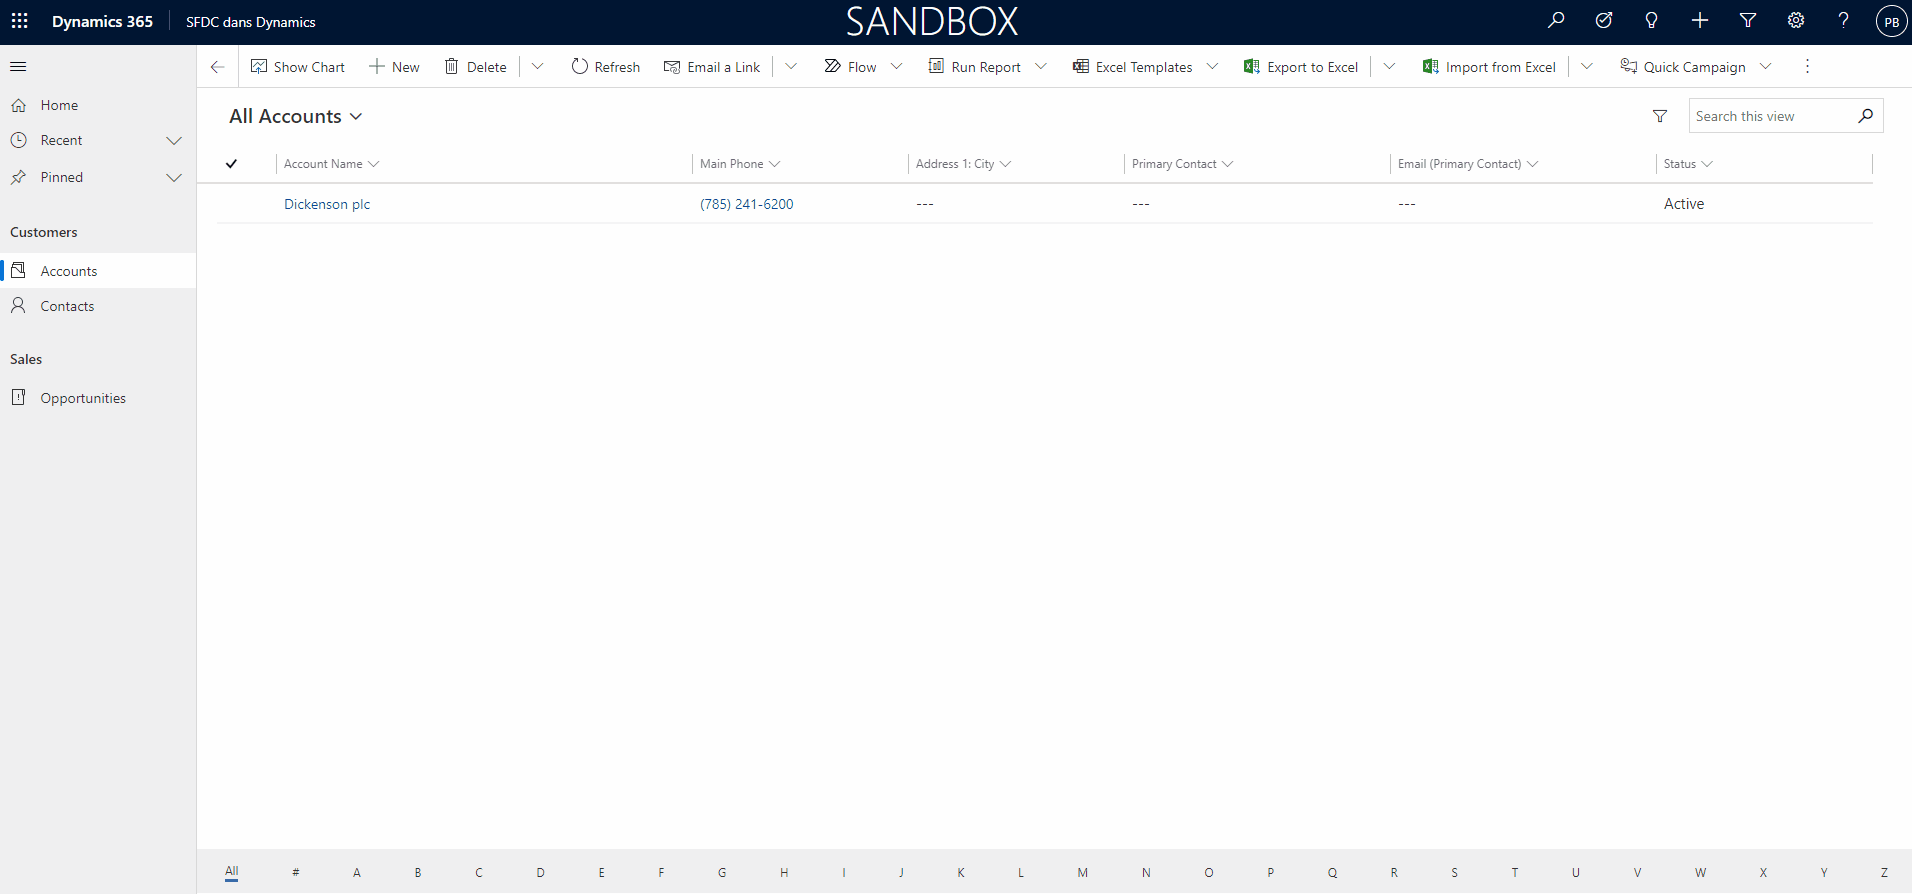 Dynamics 365 SFDC dans Dynamics SANDBOX PB
Show Chart New Delete Refresh Email a Link Flow Run Report Excel Templates Export to Excel Import from Excel Quick Campaign
Home
Recent
Pinned
Customers
Accounts
Contacts
Sales
Opportunities
All Accounts Search this view
Account Name Main Phone Address 1: City Primary Contact Email (Primary Contact) Status
Dickenson plc (785) 241-6200 --- --- --- Active
All # A B C D E F G H I J K L M N O P Q R S T U V W X Y Z